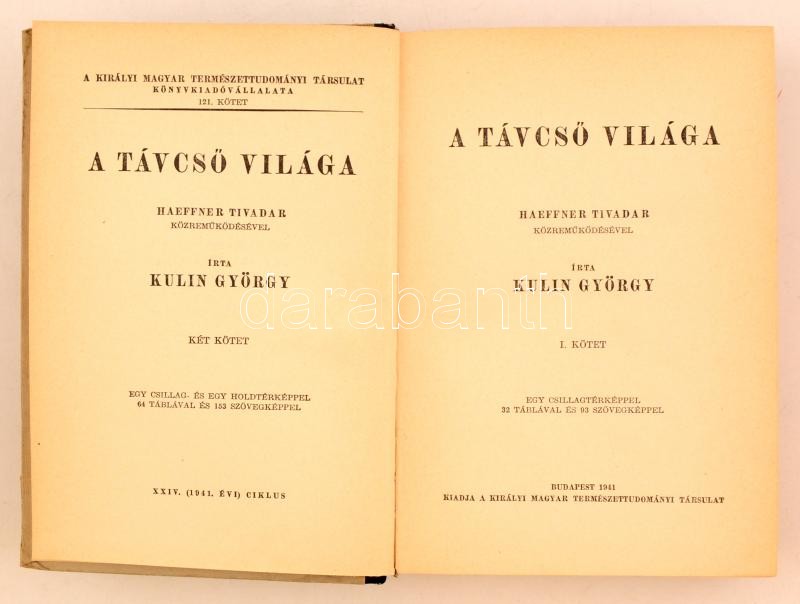 A KIRÁLYI MAGYAR TERMÉSZETTUDOMÁNYI TÁRSULAT
KÖNYVKIADÓVÁLLALATA
121. KÖTET
A TÁVCSŐ VILÁGA
HAEFFNER TIVADAR
KÖZREMŰKÖDÉSÉVEL
ÍRTA
KULIN GYÖRGY
KÉT KÖTET
EGY CSILLAG- ÉS EGY HOLDTÉRKÉPPEL
64 TÁBLÁVAL ÉS 153 SZÖVEGKÉPPEL
XXIV. (1941. ÉVI) CIKLUS
A TÁVCSŐ VILÁGA
HAEFFNER TIVADAR
KÖZREMŰKÖDÉSÉVEL
ÍRTA
KULIN GYÖRGY
I. KÖTET
EGY CSILLAGTÉRKÉPPEL
32 TÁBLÁVAL ÉS 93 SZÖVEGKÉPPEL
BUDAPEST 1941
KIADJA A KIRÁLYI MAGYAR TERMÉSZETTUDOMÁNYI TÁRSULAT
darabanth